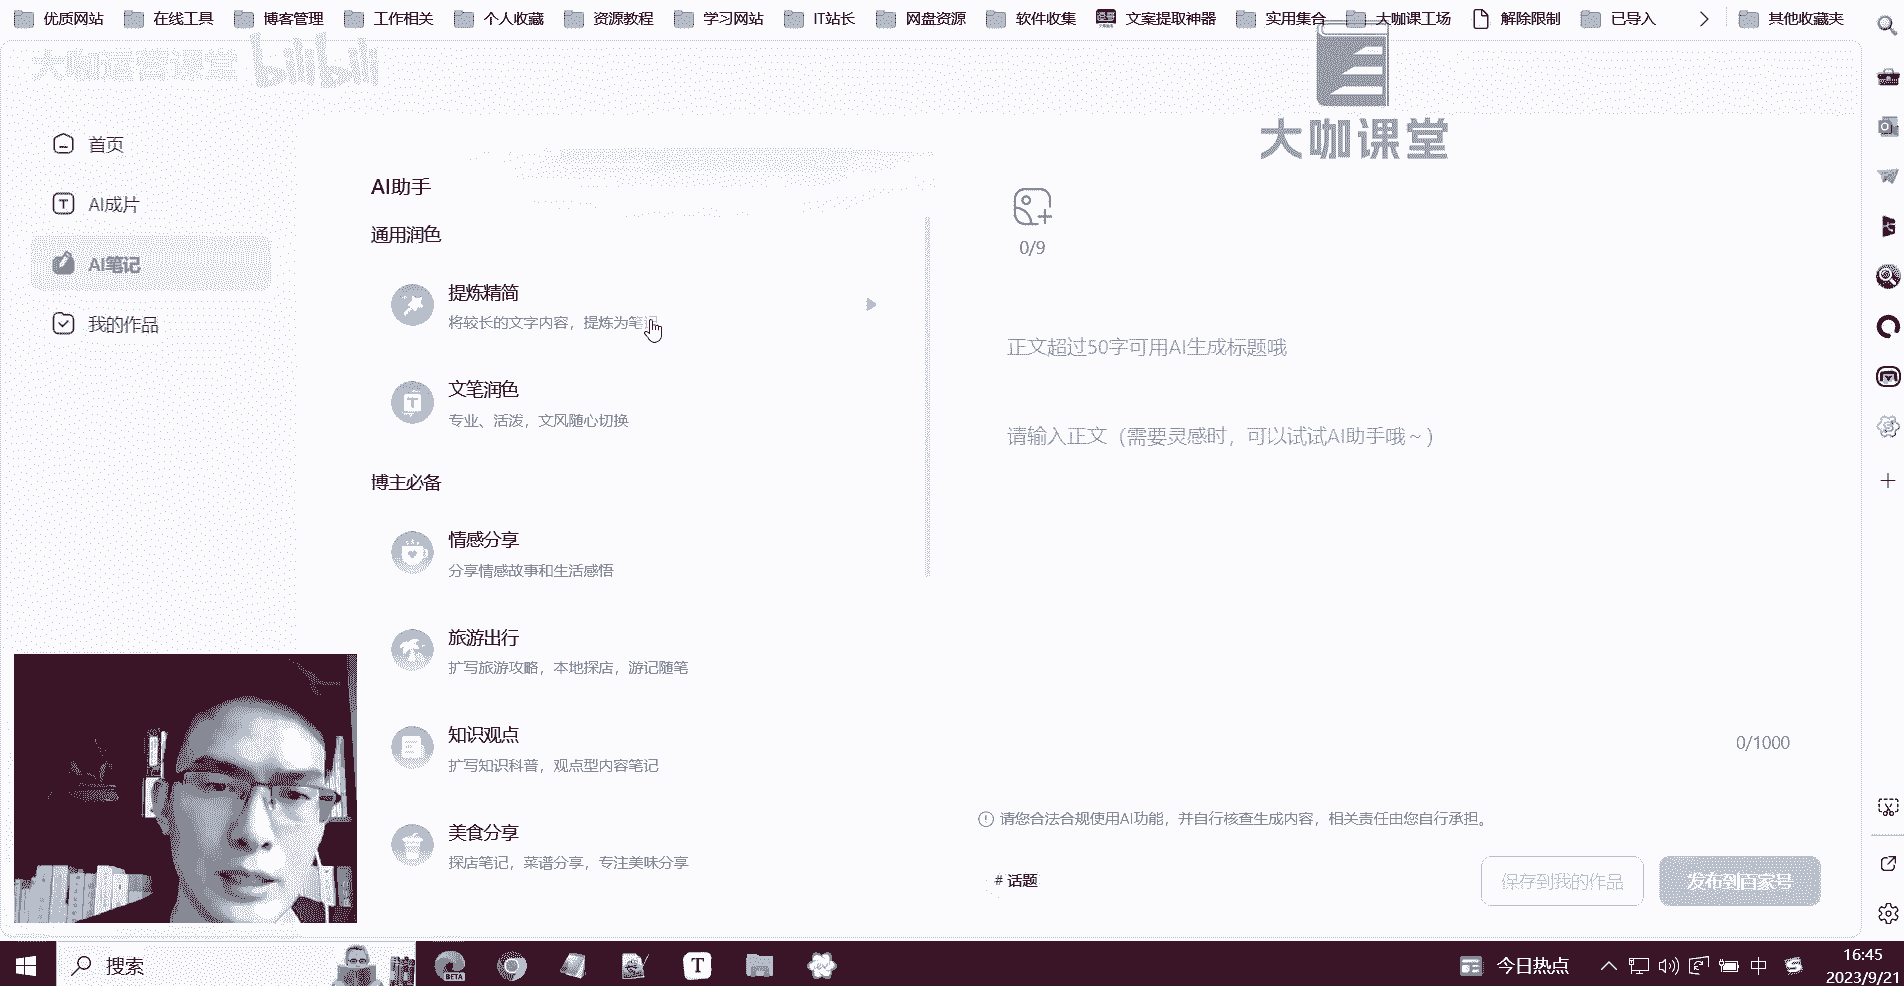 优质网站 在线工具 博客管理 工作相关 个人收藏 资源教程 学习网站 IT站长 网盘资源 软件收集 文案提取神器 实用集合 大咖课工场 解除限制 已导入 其他收藏夹
大咖运营课堂 bilibili
大咖课堂
首页
AI成片
AI笔记
我的作品
AI助手
通用润色
提炼精简
将较长的文字内容，提炼为笔记
文笔润色
专业、活泼，文风随心切换
博主必备
情感分享
分享情感故事和生活感悟
旅游出行
扩写旅游攻略，本地探店，游记随笔
知识观点
扩写知识科普，观点型内容笔记
美食分享
探店笔记，菜谱分享，专注美味分享
0/9
正文超过50字可用AI生成标题哦
请输入正文（需要灵感时，可以试试AI助手哦~）
0/1000
请您合法合规使用AI功能，并自行核查生成内容，相关责任由您自行承担。
# 话题
保存到我的作品
发布到百家号
搜索
BETA
T
今日热点
中
16:45
2023/9/21